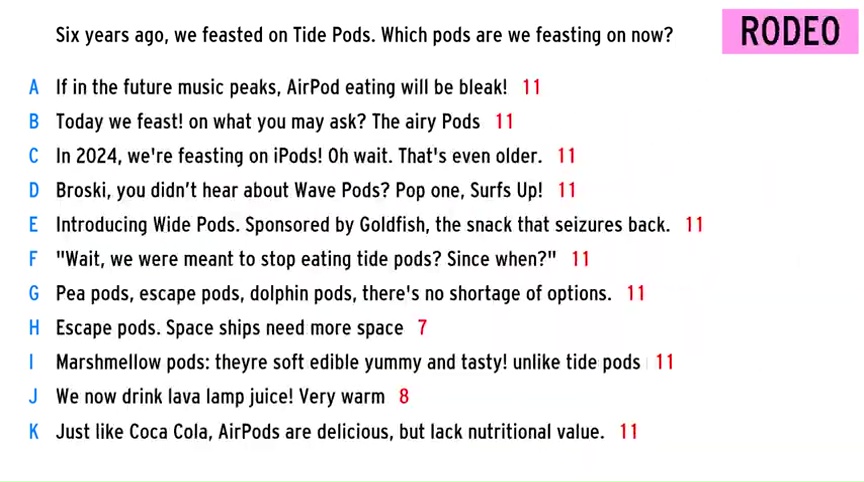 Six years ago, we feasted on Tide Pods. Which pods are we feasting on now?
RODEO
A If in the future music peaks, AirPod eating will be bleak! 11
B Today we feast! on what you may ask? The airy Pods 11
C In 2024, we're feasting on iPods! Oh wait. That's even older. 11
D Broski, you didn't hear about Wave Pods? Pop one, Surfs Up! 11
E Introducing Wide Pods. Sponsored by Goldfish, the snack that seizures back. 11
F "Wait, we were meant to stop eating tide pods? Since when?" 11
G Pea pods, escape pods, dolphin pods, there's no shortage of options. 11
H Escape pods. Space ships need more space 7
I Marshmellow pods: theyre soft edible yummy and tasty! unlike tide pods 11
J We now drink lava lamp juice! Very warm 8
K Just like Coca Cola, AirPods are delicious, but lack nutritional value. 11